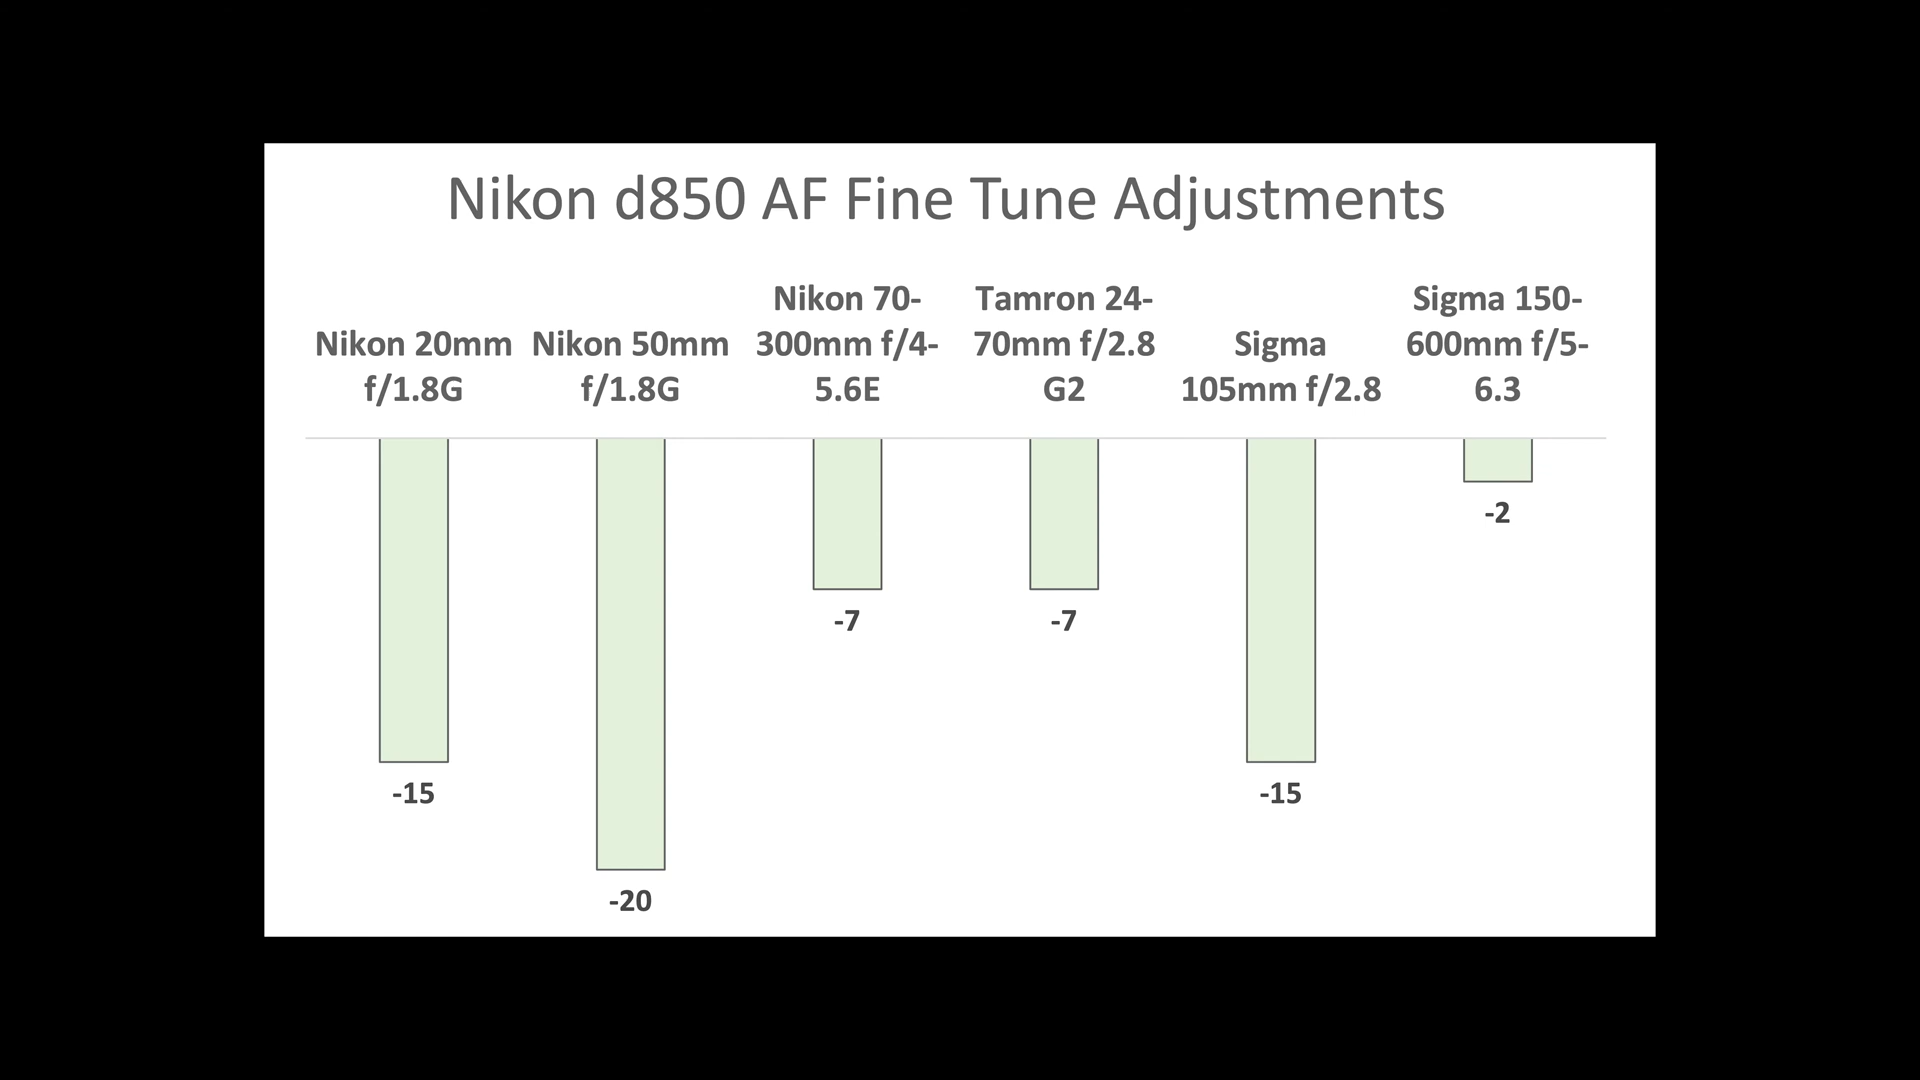 Nikon d850 AF Fine Tune Adjustments
Nikon 20mm
f/1.8G
Nikon 50mm
f/1.8G
Nikon 70-
300mm f/4-
5.6E
Tamron 24-
70mm f/2.8
G2
Sigma
105mm f/2.8
Sigma 150-
600mm f/5-
6.3
-15
-20
-7
-7
-15
-2